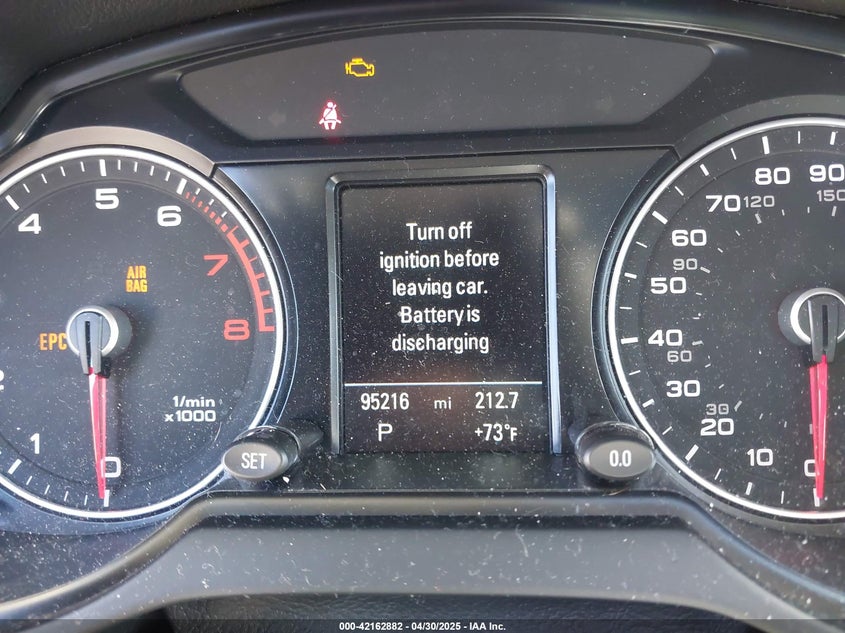 4
5
6
7
8
AIR
BAG
EPC
2
1
0
1/min
x1000
SET
Turn off
ignition before
leaving car.
Battery is
discharging
95216 mi 212.7
P +73°F
0.0
90
80
150
70 120
60
90
50
40
60
30
30
20
10
0
000-42162882 - 04/30/2025 - IAA Inc.